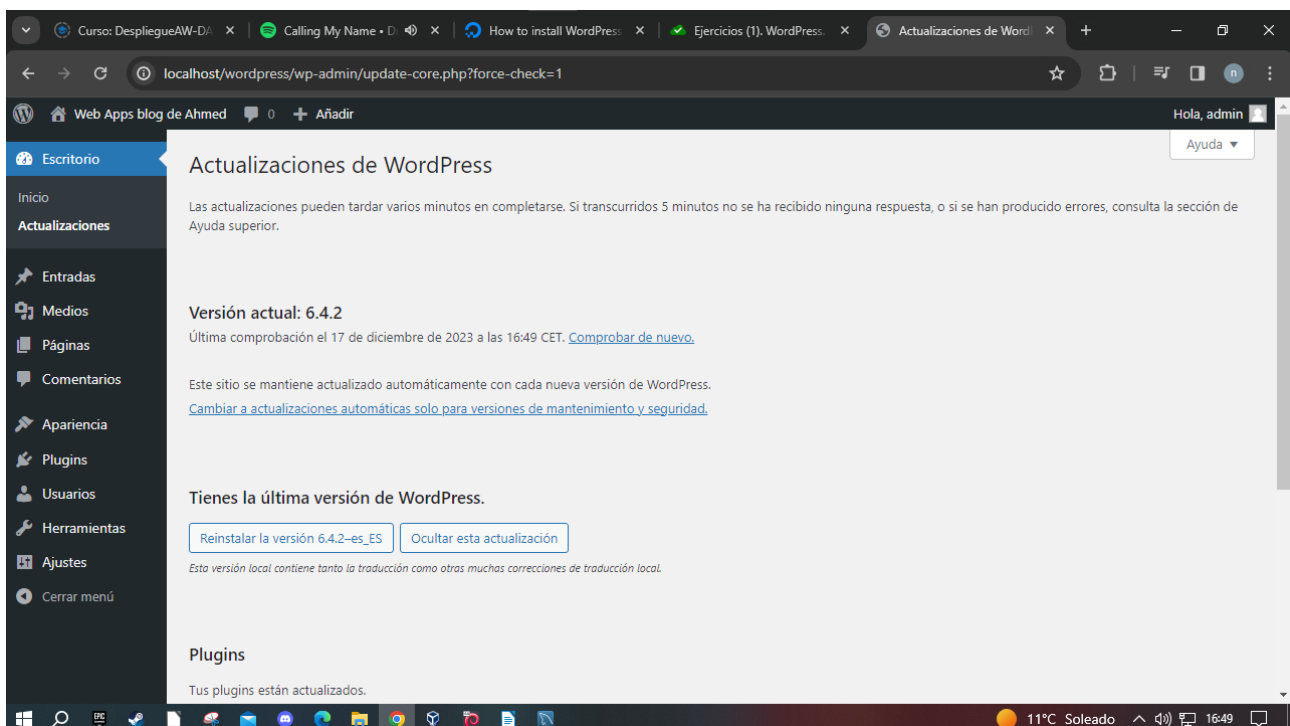 Curso: DespliegueAW-DA
Calling My Name • D
How to install WordPress
Ejercicios (1). WordPress.
Actualizaciones de Word
localhost/wordpress/wp-admin/update-core.php?force-check=1
n
Web Apps blog de Ahmed
0
Añadir
Hola, admin
Ayuda ▼
Escritorio
Inicio
Actualizaciones
Entradas
Medios
Páginas
Comentarios
Apariencia
Plugins
Usuarios
Herramientas
Ajustes
Cerrar menú
Actualizaciones de WordPress
Las actualizaciones pueden tardar varios minutos en completarse. Si transcurridos 5 minutos no se ha recibido ninguna respuesta, o si se han producido errores, consulta la sección de
Ayuda superior.
Versión actual: 6.4.2
Última comprobación el 17 de diciembre de 2023 a las 16:49 CET. Comprobar de nuevo.
Este sitio se mantiene actualizado automáticamente con cada nueva versión de WordPress.
Cambiar a actualizaciones automáticas solo para versiones de mantenimiento y seguridad.
Tienes la última versión de WordPress.
Reinstalar la versión 6.4.2–es_ES
Ocultar esta actualización
Esta versión local contiene tanto la traducción como otras muchas correcciones de traducción local.
Plugins
Tus plugins están actualizados.
11°C Soleado
16:49